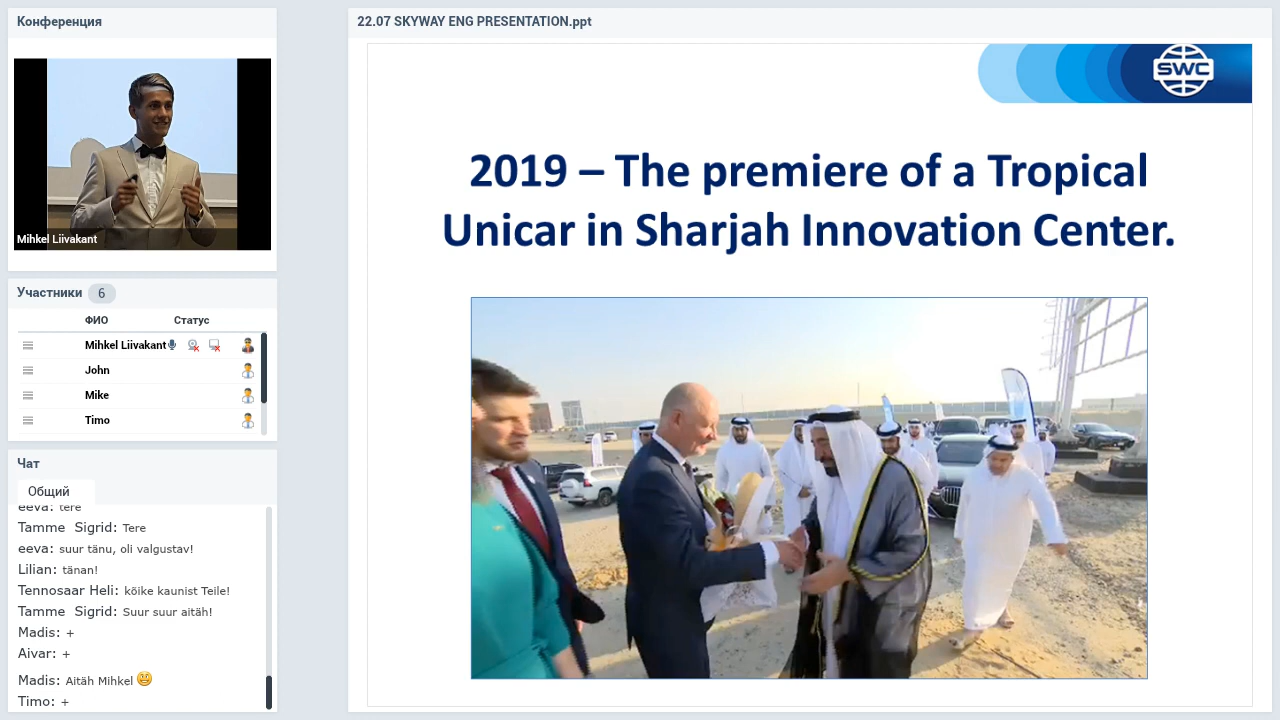 Конференция
Mihkel Liivakant
Участники 6
ФИО Статус
Mihkel Liivakant
John
Mike
Timo
Чат
Общий
eeva: tere
Tamme Sigrid: Tere
eeva: suur tänu, oli valgustav!
Lilian: tänan!
Tennosaar Heli: kõike kaunist Teile!
Tamme Sigrid: Suur suur aitäh!
Madis: +
Aivar: +
Madis: Aitäh Mihkel
Timo: +
22.07 SKYWAY ENG PRESENTATION.ppt
SWC
2019 – The premiere of a Tropical
Unicar in Sharjah Innovation Center.